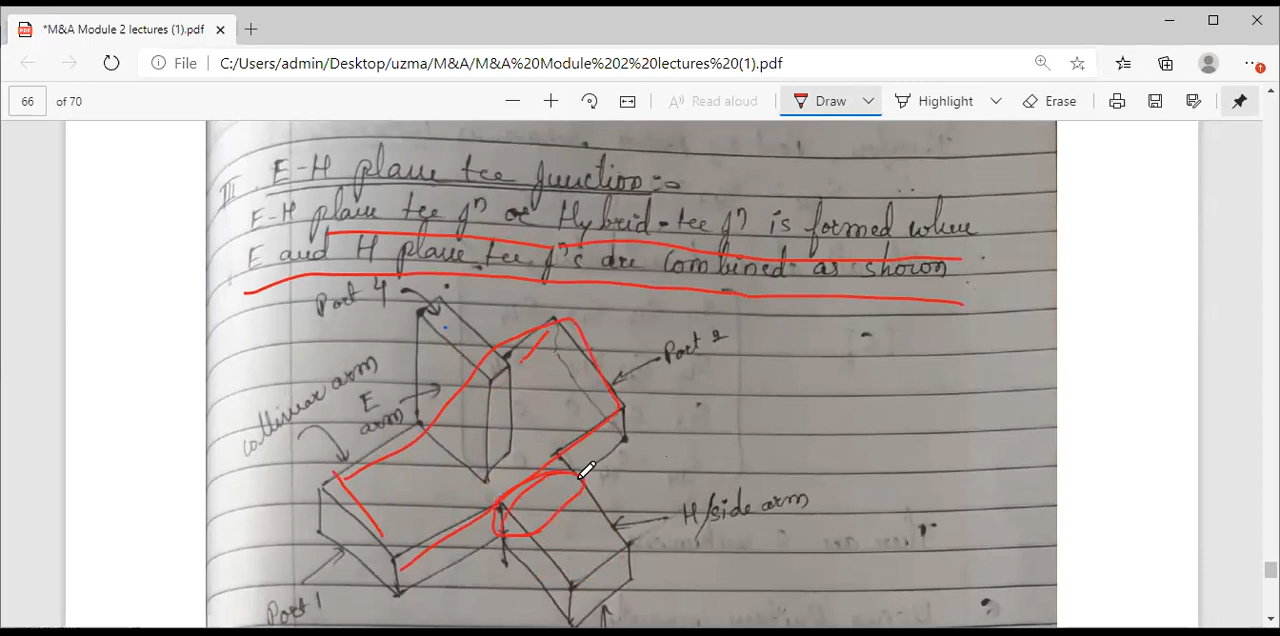 *M&A Module 2 lectures (1).pdf
File
C:/Users/admin/Desktop/uzma/M&A/M&A%20Module%202%20lectures%20(1).pdf
66 of 70
Read aloud
Draw
Highlight
Erase
III. E-H plane tee junction:-
E-H plane tee jⁿ or Hybrid-tee jⁿ is formed when
E and H plane tee jⁿs are combined as shown
Port 4
Port 2
collinear arm
E
arm
H/side arm
Port 1